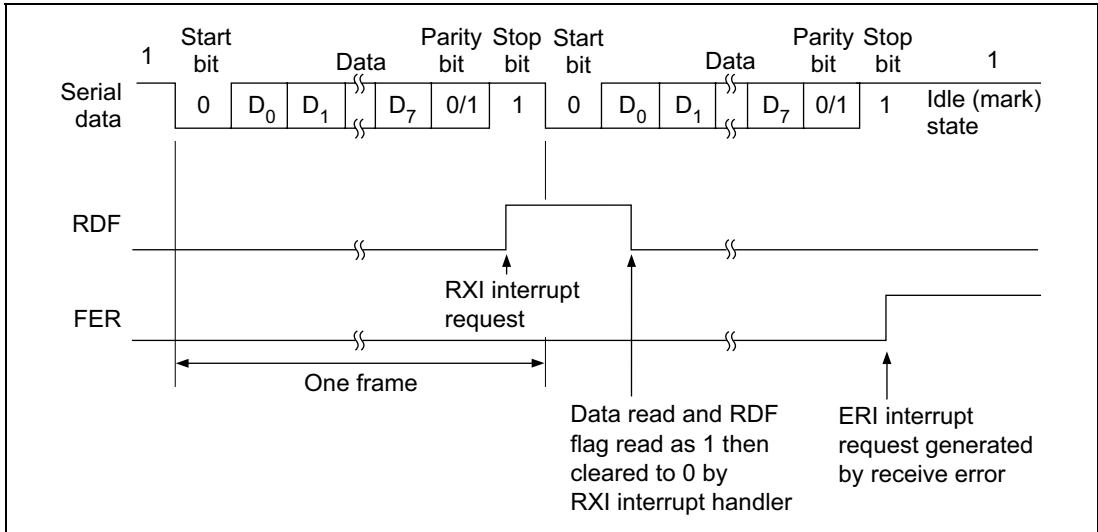 Start bit
Data
Parity bit
Stop bit
Start bit
Data
Parity bit
Stop bit
1
1
Serial data
0 D0 D1 D7 0/1 1 0 D0 D1 D7 0/1 1
Idle (mark) state
RDF
RXI interrupt
request
FER
One frame
Data read and RDF
flag read as 1 then
cleared to 0 by
RXI interrupt handler
ERI interrupt
request generated
by receive error